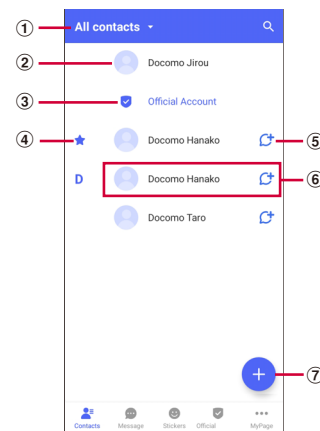 ① All contacts
② Docomo Jirou
③ Official Account
④ Docomo Hanako ⑤
D Docomo Hanako ⑥
Docomo Taro
⑦
Contacts Message Stickers Official MyPage